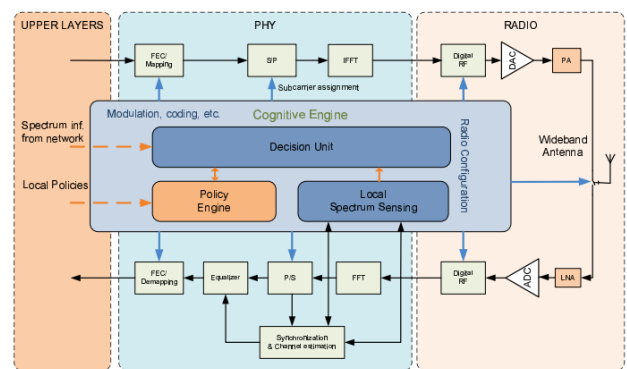 UPPER LAYERS
PHY
RADIO
FEC/
Mapping
S/P
IFFT
Digital
RF
DAC
PA
Subcarrier assignment
Modulation, coding, etc.
Cognitive Engine
Spectrum inf.
from network
Decision Unit
Radio Configuration
Wideband
Antenna
Local Policies
Policy
Engine
Local
Spectrum Sensing
FEC/
Demapping
Equalizer
P/S
FFT
Digital
RF
ADC
LNA
Synchronization
& Channel estimation